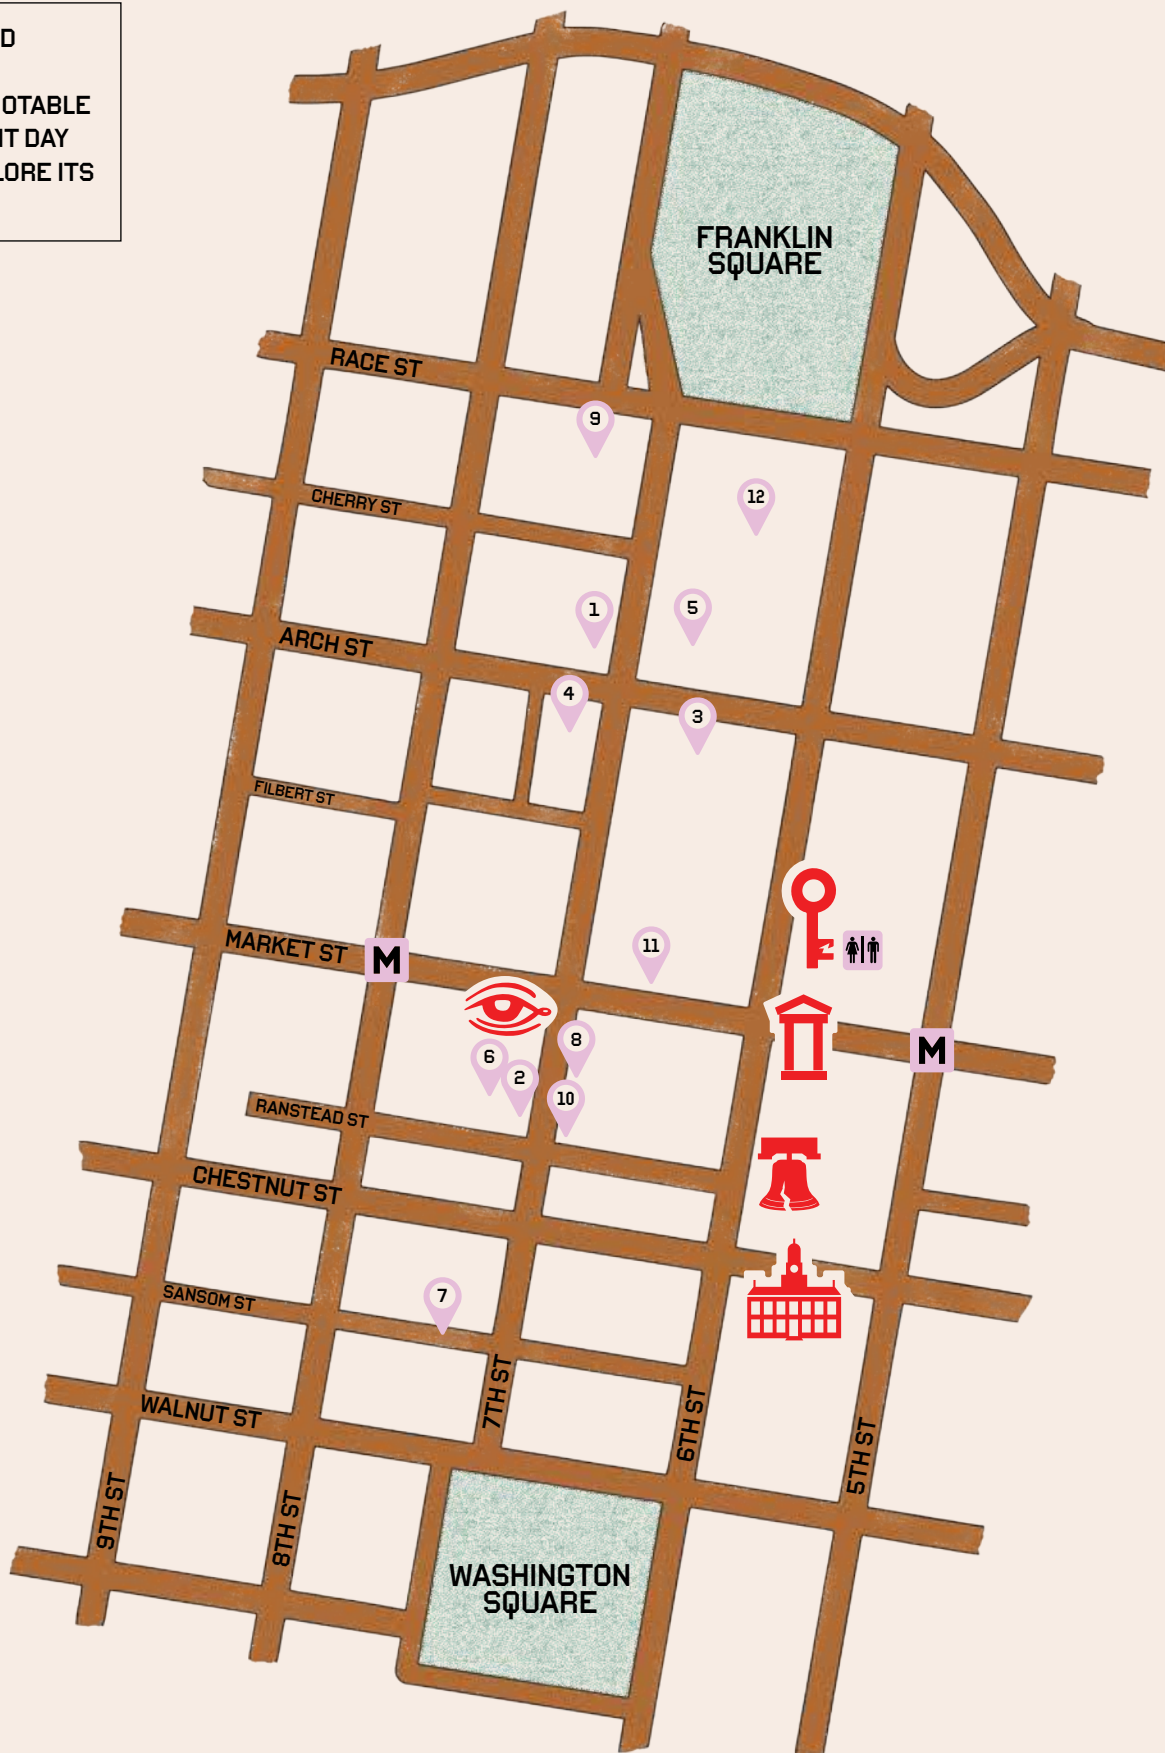 D
OTABLE
IT DAY
LORE ITS
FRANKLIN
SQUARE
RACE ST
9
12
CHERRY ST
1
5
ARCH ST
4
3
FILBERT ST
11
MARKET ST
M
8
M
6
2
10
RANSTEAD ST
CHESTNUT ST
7
SANSOM ST
WALNUT ST
7TH ST
6TH ST
5TH ST
9TH ST
8TH ST
WASHINGTON
SQUARE